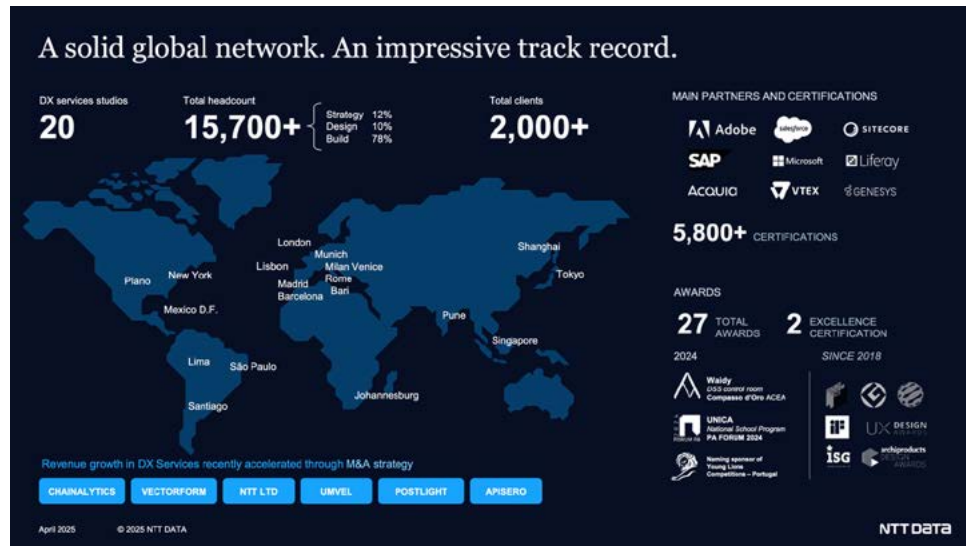 A solid global network. An impressive track record.
DX services studios
20
Total headcount
15,700+
Strategy 12%
Design 10%
Build 78%
Total clients
2,000+
London
Munich
Lisbon
Milan Venice
Madrid
Rome
Barcelona
Bari
Shanghai
Tokyo
Plano
New York
Mexico D.F.
Pune
Singapore
Lima
São Paulo
Santiago
Johannesburg
Revenue growth in DX Services recently accelerated through M&A strategy
CHAINALYTICS
VECTORFORM
NTT LTD
UMVEL
POSTLIGHT
APISERO
MAIN PARTNERS AND CERTIFICATIONS
Adobe
salesforce
SITECORE
SAP
Microsoft
Liferay
ACQUIA
VTEX
GENESYS
5,800+ CERTIFICATIONS
AWARDS
27 TOTAL AWARDS
2 EXCELLENCE CERTIFICATION
2024
Waidy
DSS control room
Compasso d'Oro ACEA
UNICA
National School Program
PA FORUM 2024
Naming sponsor of
Young Lions
Competitions – Portugal
SINCE 2018
iF
UX DESIGN
AWARDS
iSG
archiproducts
DESIGN
AWARDS
April 2025
© 2025 NTT DATA
NTT DATA